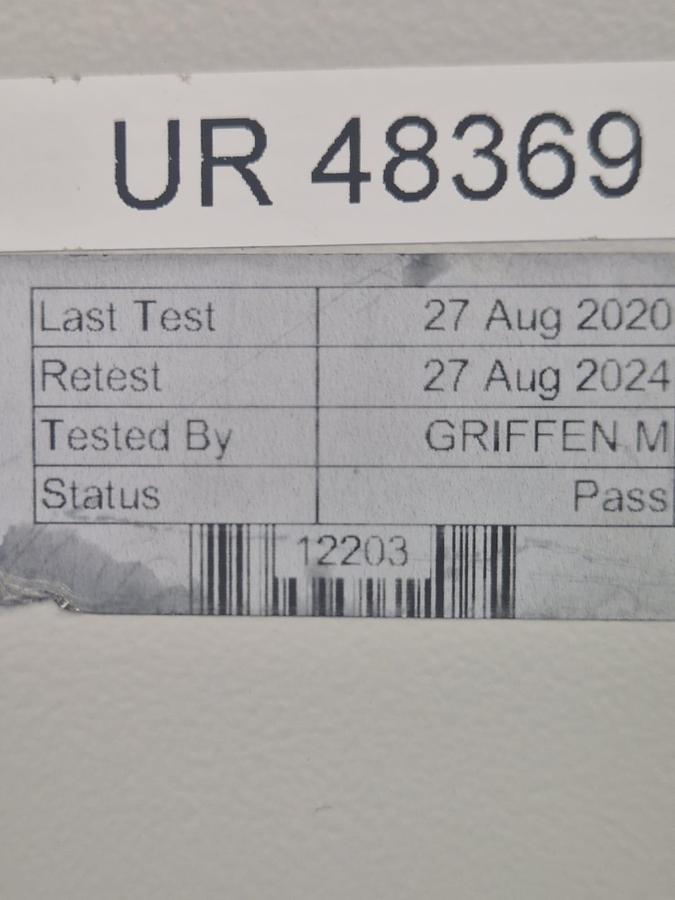 UR 48369
Last Test 27 Aug 2020
Retest 27 Aug 2024
Tested By GRIFFEN M
Status Pass
12203